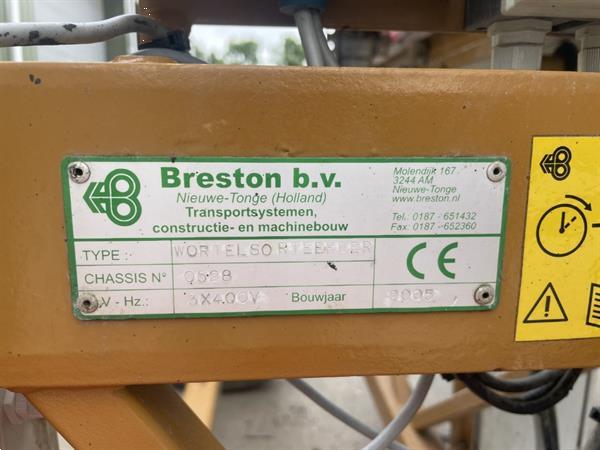 Breston b.v.
Nieuwe-Tonge (Holland)
Transportsystemen,
constructie- en machinebouw
Molendijk 167
3244 AM
Nieuwe-Tonge
www.breston.nl
Tel.: 0187 - 651432
Fax: 0187 - 652360
TYPE :
CHASSIS N° 0528
.V - Hz.: 3X400V Bouwjaar 2005
CE